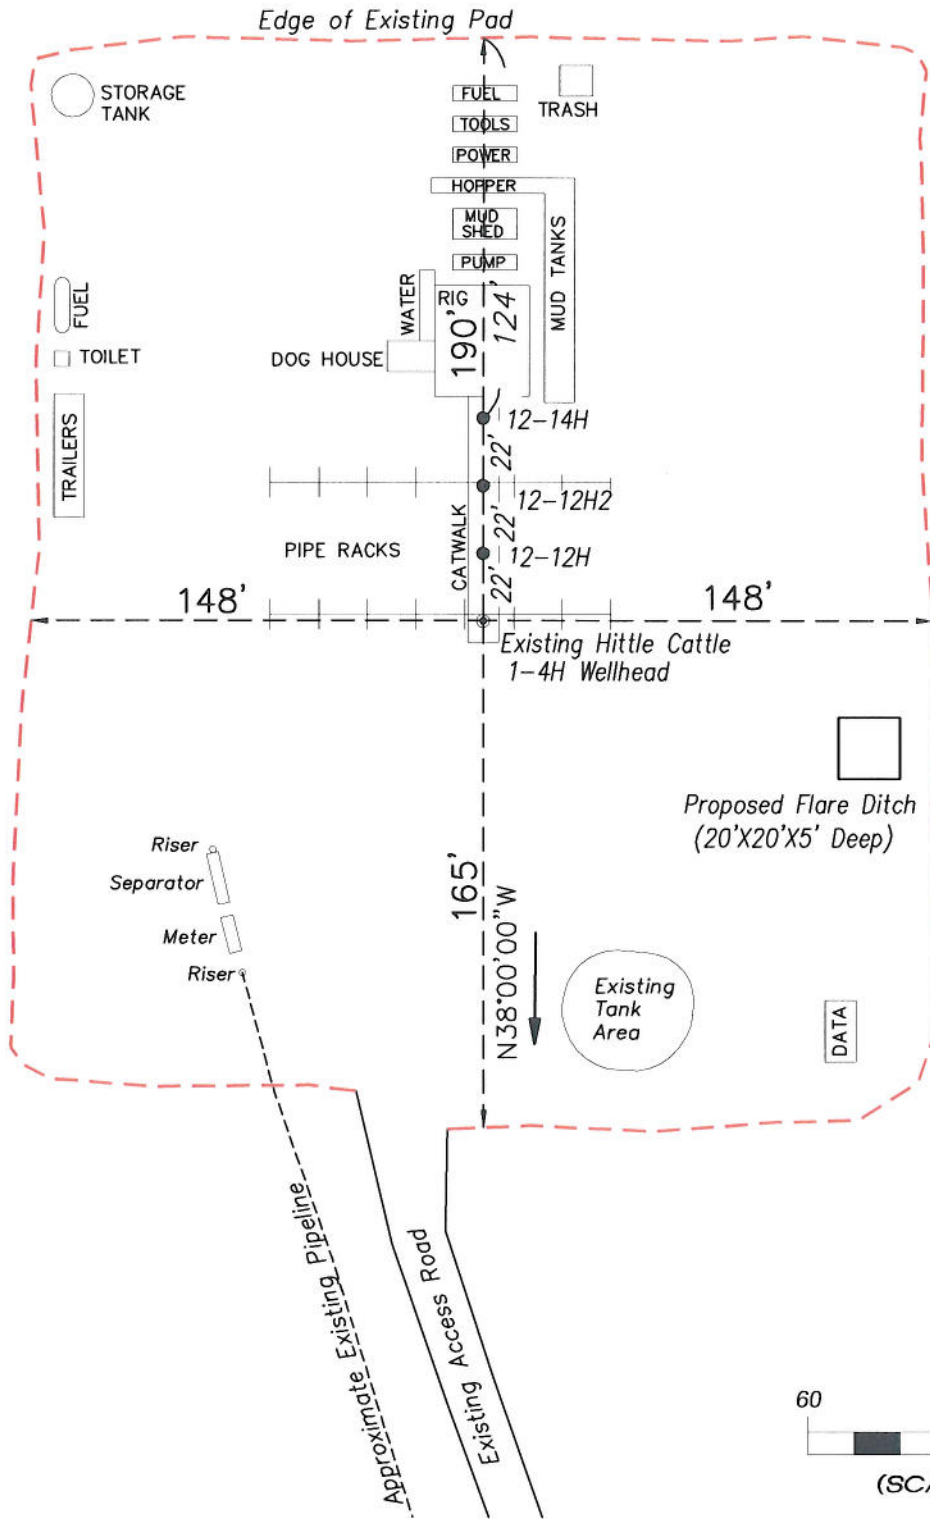 Edge of Existing Pad
STORAGE
TANK
FUEL
TRASH
TOOLS
POWER
HOPPER
MUD
SHED
PUMP
MUD TANKS
WATER
RIG
190'
124'
FUEL
TOILET
DOG HOUSE
TRAILERS
12-14H
22'
12-12H2
22'
PIPE RACKS
CATWALK
12-12H
22'
148'
148'
Existing Hittle Cattle
1-4H Wellhead
Proposed Flare Ditch
(20'X20'X5' Deep)
Riser
Separator
Meter
Riser
165'
N38°00'00"W
Existing
Tank
Area
DATA
Approximate Existing Pipeline
Existing Access Road
60